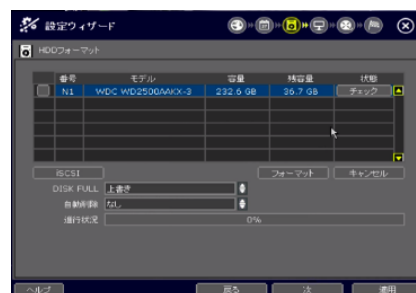 設定ウィザード
HDDフォーマット
番号 モデル 容量 残容量 状態
N1 WDC WD2500AAKX-3 232.6 GB 36.7 GB チェック
iSCSI フォーマット キャンセル
DISK FULL 上書き
自動削除 なし
進行状況 0%
ヘルプ 戻る 次 適用